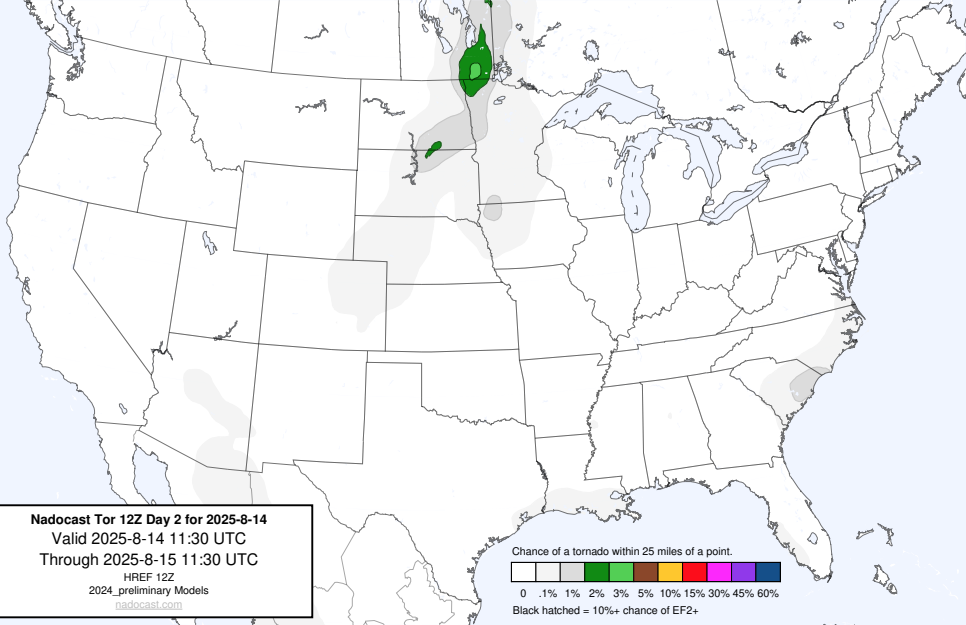 Nadocast Tor 12Z Day 2 for 2025-8-14
Valid 2025-8-14 11:30 UTC
Through 2025-8-15 11:30 UTC
HREF 12Z
2024_preliminary Models
nadocast.com
Chance of a tornado within 25 miles of a point.
0 .1% 1% 2% 3% 5% 10% 15% 30% 45% 60%
Black hatched = 10%+ chance of EF2+